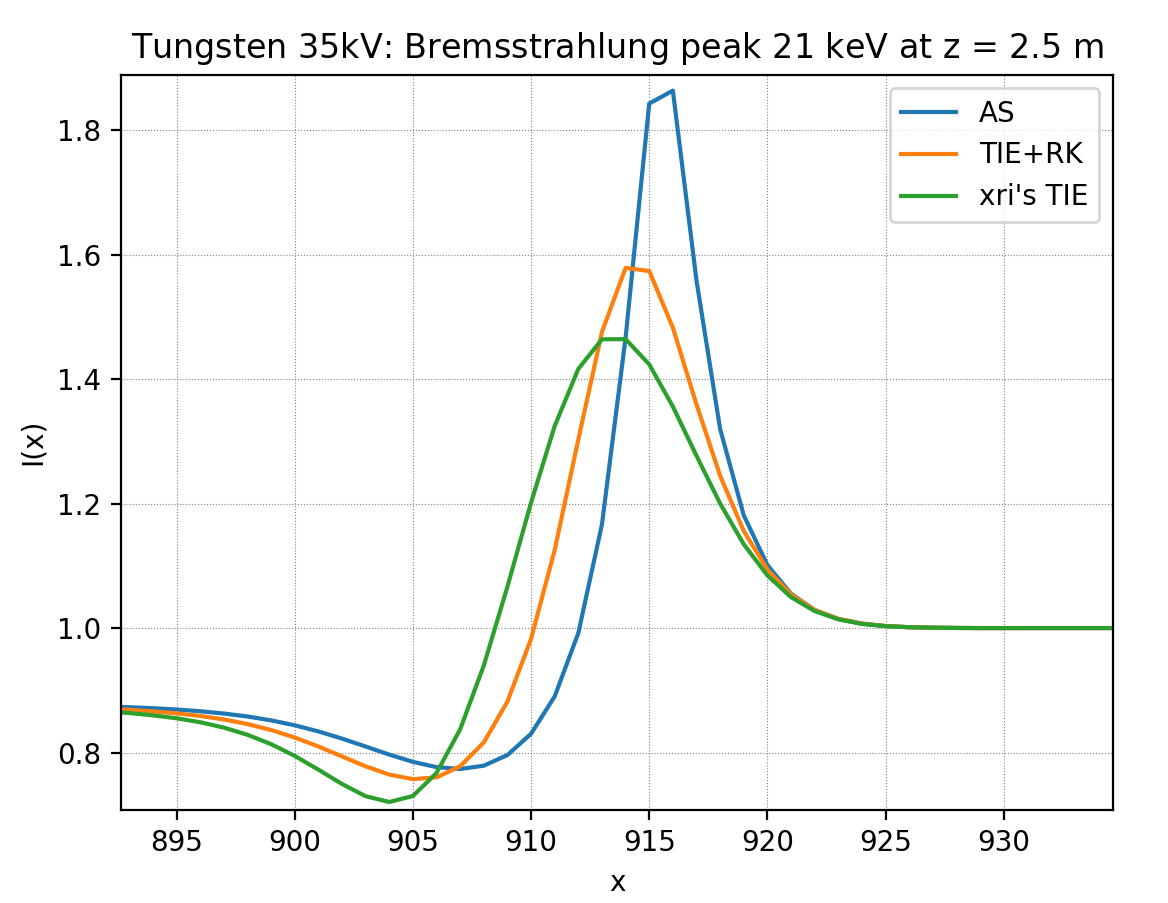 Tungsten 35kV: Bremsstrahlung peak 21 keV at z = 2.5 m
AS
TIE+RK
xri's TIE
I(x)
1.8
1.6
1.4
1.2
1.0
0.8
895 900 905 910 915 920 925 930
x